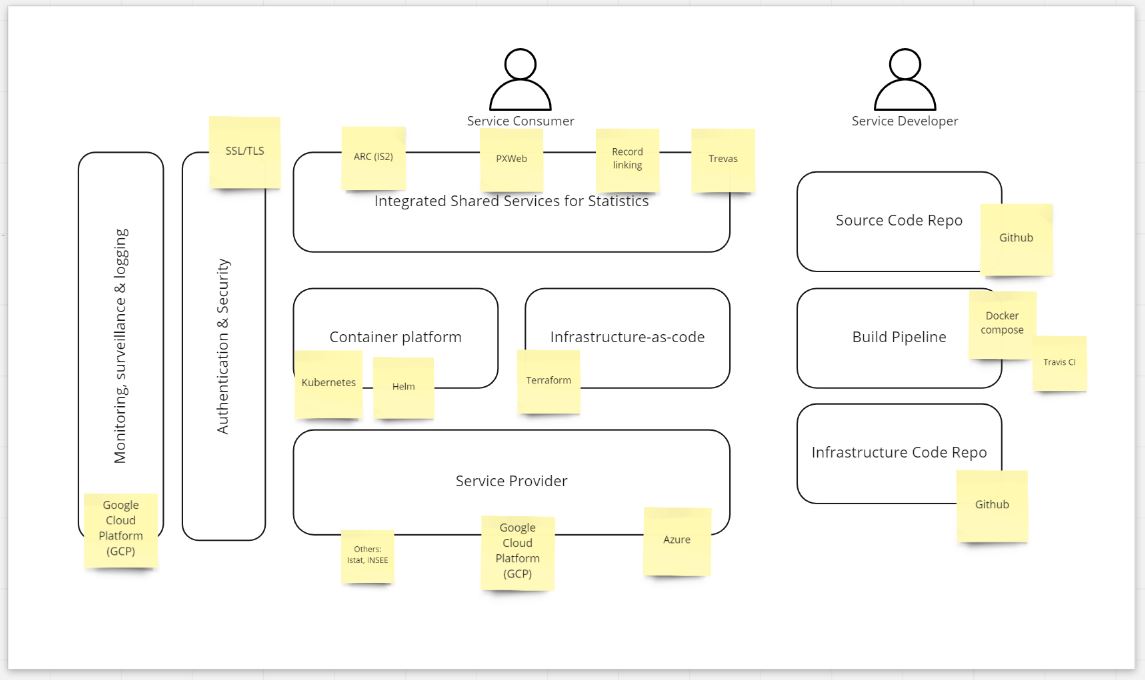 Service Consumer
Service Developer
SSL/TLS
ARC (IS2)
PXWeb
Record
linking
Trevas
Integrated Shared Services for Statistics
Monitoring, surveillance & logging
Authentication & Security
Source Code Repo
Github
Container platform
Kubernetes
Helm
Infrastructure-as-code
Terraform
Build Pipeline
Docker
compose
Travis CI
Service Provider
Infrastructure Code Repo
Github
Google
Cloud
Platform
(GCP)
Others:
Istat, INSEE
Google
Cloud
Platform
(GCP)
Azure